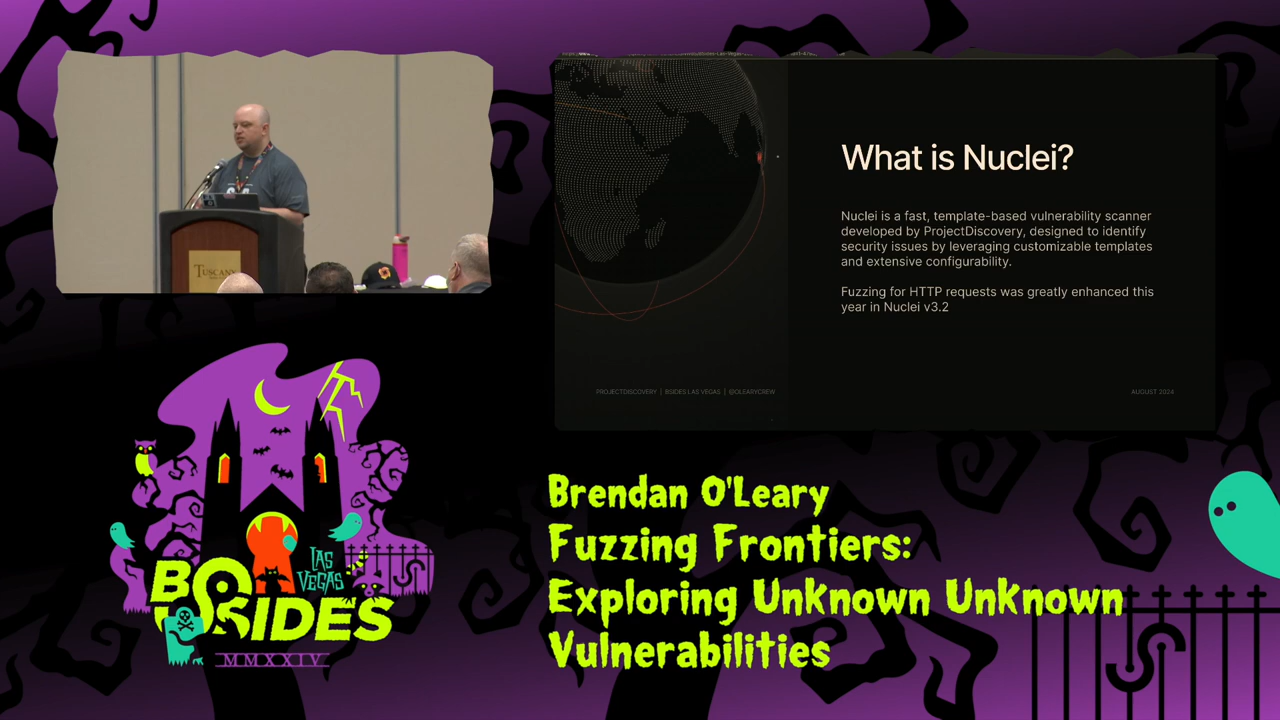 What is Nuclei?
Nuclei is a fast, template-based vulnerability scanner
developed by ProjectDiscovery, designed to identify
security issues by leveraging customizable templates
and extensive configurability.
Fuzzing for HTTP requests was greatly enhanced this
year in Nuclei v3.2
PROJECTDISCOVERY | BSIDES LAS VEGAS | @OLEARYCREW
AUGUST 2024
TUSCANY
BSIDES
LAS
VEGAS
MMXXIV
Brendan O'Leary
Fuzzing Frontiers:
Exploring Unknown Unknown
Vulnerabilities